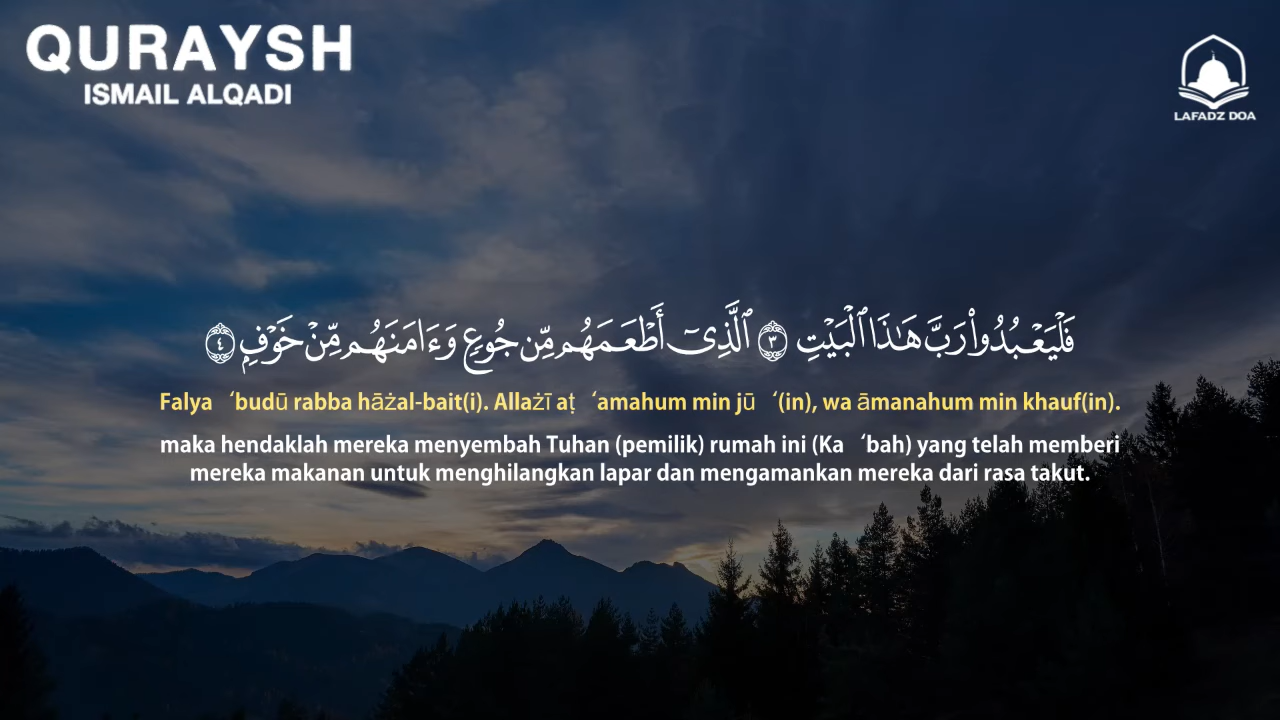 QURAYSH
ISMAIL ALQADI
LAFADZ DOA
فَلْيَعْبُدُوا۟ رَبَّ هَـٰذَا ٱلْبَيْتِ ۝٣ ٱلَّذِىٓ أَطْعَمَهُم مِّن جُوعٍ وَءَامَنَهُم مِّنْ خَوْفٍۭ ۝٤
Falya‘budū rabba hāżal-bait(i). Allażī aṭ‘amahum min jū‘(in), wa āmanahum min khauf(in).
maka hendaklah mereka menyembah Tuhan (pemilik) rumah ini (Ka‘bah) yang telah memberi
mereka makanan untuk menghilangkan lapar dan mengamankan mereka dari rasa takut.